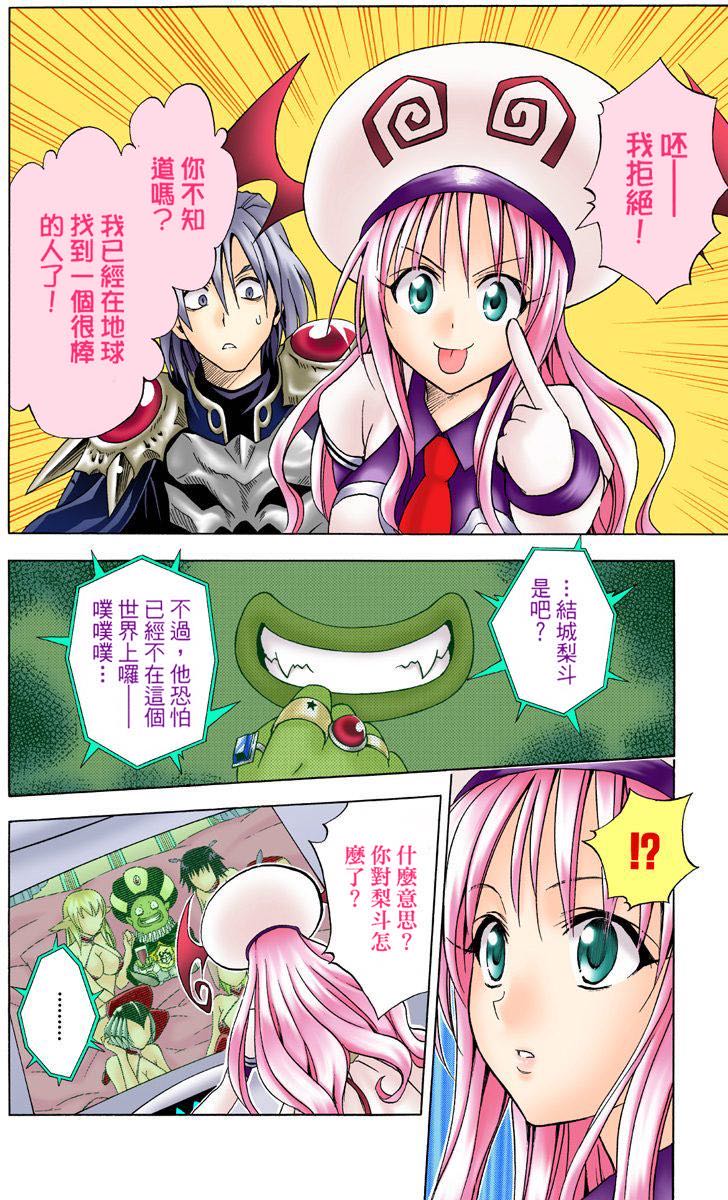 呸——
我拒絕！
你不知
道嗎？
我已經在地球
找到一個很棒
的人了！
…結城梨斗
是吧？
不過，他恐怕
已經不在這個
世界上囉——
噗噗噗…
!?
什麼意思？
你對梨斗怎
麼了？
………